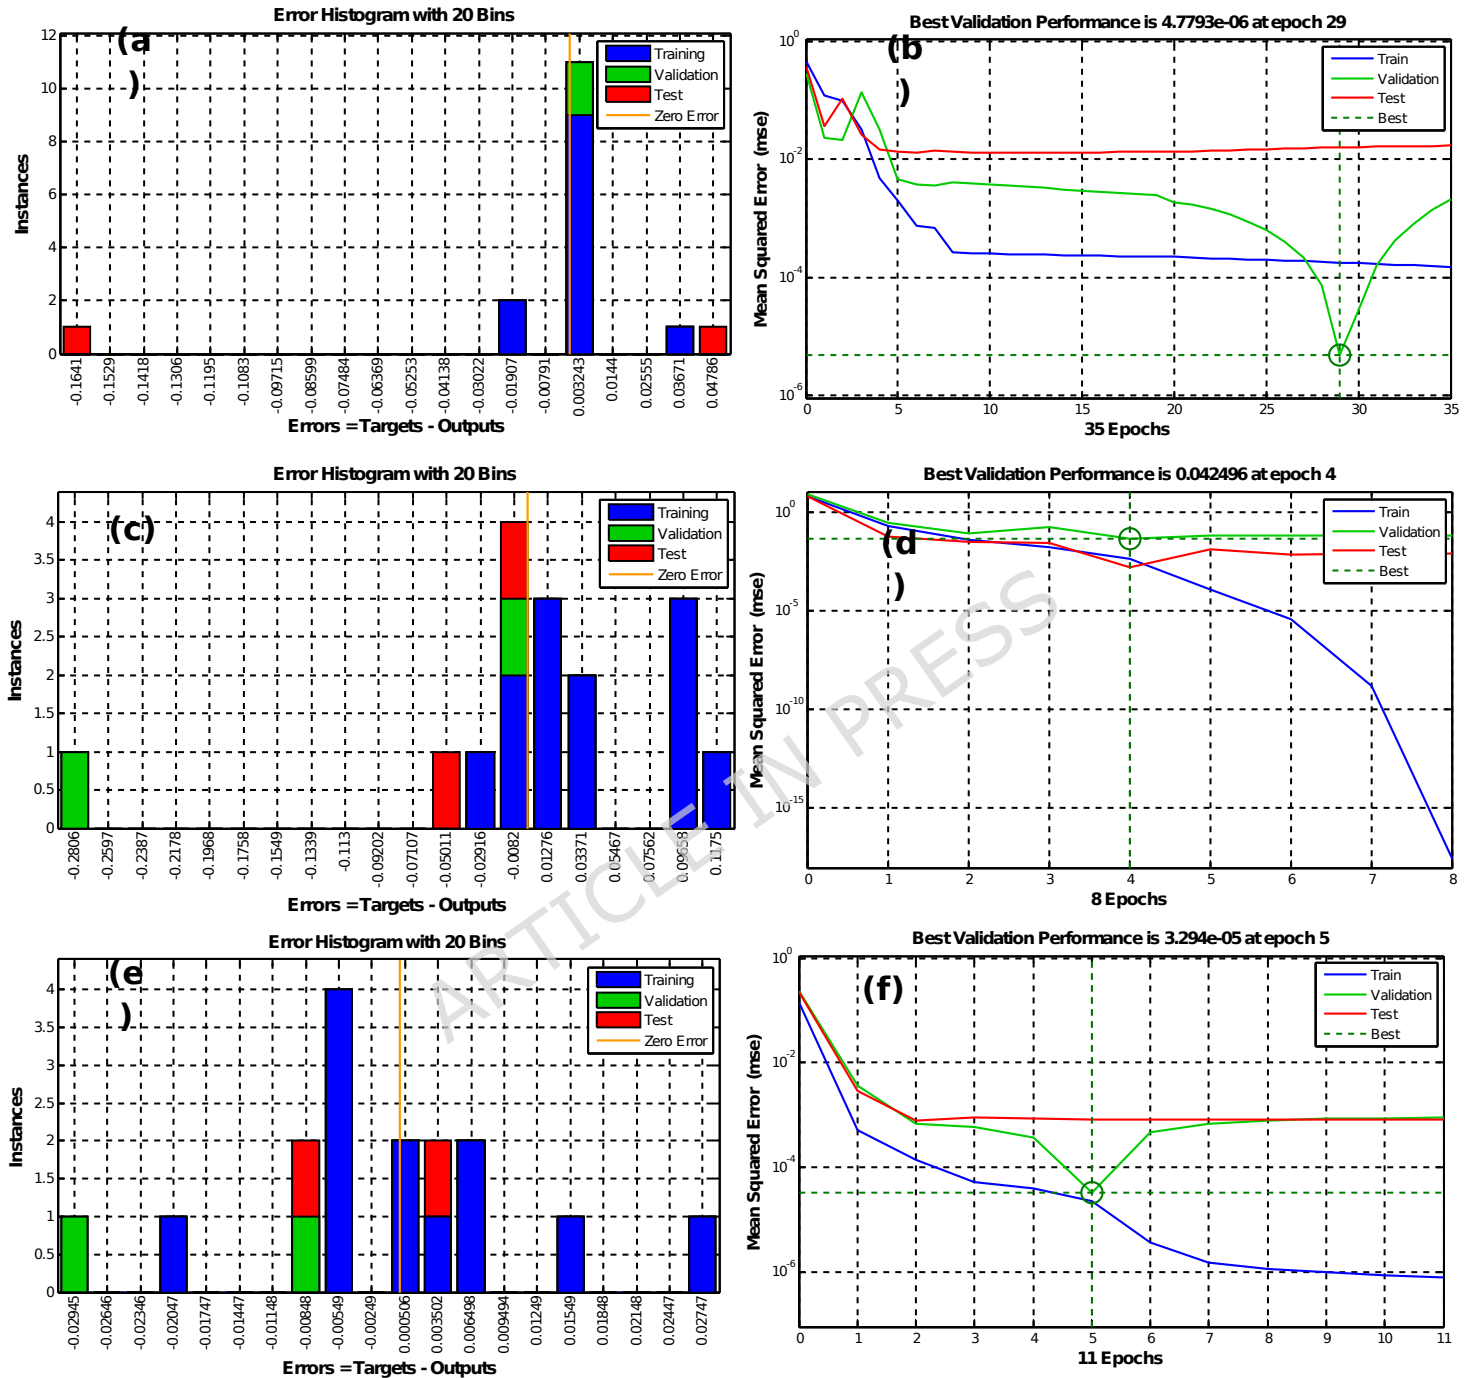 Error Histogram with 20 Bins
(a
)
Training
Validation
Test
Zero Error
12
10
8
6
4
2
0
Instances
-0.1641
-0.1529
-0.1418
-0.1306
-0.1195
-0.1083
-0.09715
-0.08599
-0.07484
-0.06369
-0.05253
-0.04138
-0.03022
-0.01907
-0.00791
0.003243
0.0144
0.02555
0.03671
0.04786
Errors = Targets - Outputs
Best Validation Performance is 4.7793e-06 at epoch 29
(b
)
Train
Validation
Test
Best
10^0
10^-2
10^-4
10^-6
Mean Squared Error (mse)
0 5 10 15 20 25 30 35
35 Epochs
Error Histogram with 20 Bins
(c)
Training
Validation
Test
Zero Error
4
3.5
3
2.5
2
1.5
1
0.5
0
Instances
-0.2806
-0.2597
-0.2387
-0.2178
-0.1968
-0.1758
-0.1549
-0.1339
-0.113
-0.09202
-0.07107
-0.05011
-0.02916
-0.0082
0.01276
0.03371
0.05467
0.07562
0.09658
0.1175
Errors = Targets - Outputs
Best Validation Performance is 0.042496 at epoch 4
(d
)
Train
Validation
Test
Best
10^0
10^-5
10^-10
10^-15
Mean Squared Error (mse)
0 1 2 3 4 5 6 7 8
8 Epochs
ARTICLE IN PRESS
Error Histogram with 20 Bins
(e
)
Training
Validation
Test
Zero Error
4
3.5
3
2.5
2
1.5
1
0.5
0
Instances
-0.02945
-0.02646
-0.02346
-0.02047
-0.01747
-0.01447
-0.01148
-0.00848
-0.00549
-0.00249
0.000506
0.003502
0.006498
0.009494
0.01249
0.01549
0.01848
0.02148
0.02447
0.02747
Errors = Targets - Outputs
Best Validation Performance is 3.294e-05 at epoch 5
(f)
Train
Validation
Test
Best
10^0
10^-2
10^-4
10^-6
Mean Squared Error (mse)
0 1 2 3 4 5 6 7 8 9 10 11
11 Epochs